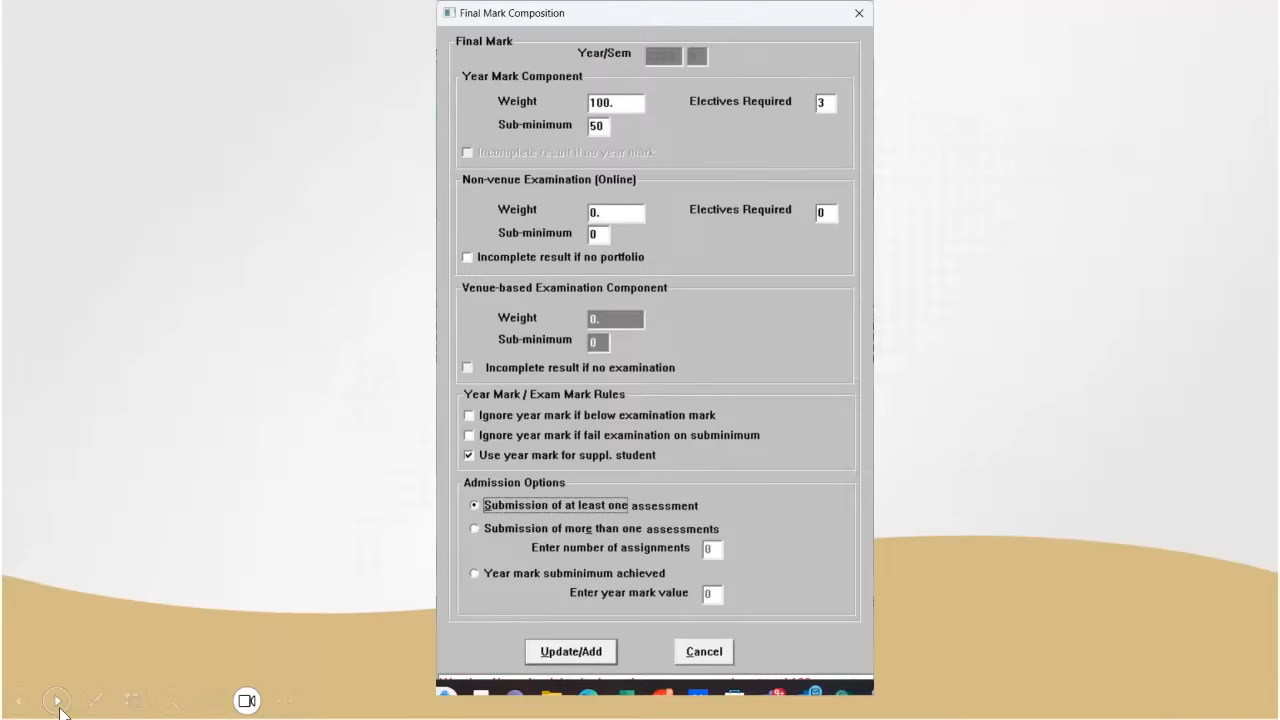 Final Mark Composition
Final Mark
Year/Sem
Year Mark Component
Weight 100. Electives Required 3
Sub-minimum 50
Incomplete result if no year mark
Non-venue Examination (Online)
Weight 0. Electives Required 0
Sub-minimum 0
Incomplete result if no portfolio
Venue-based Examination Component
Weight 0.
Sub-minimum 0
Incomplete result if no examination
Year Mark / Exam Mark Rules
Ignore year mark if below examination mark
Ignore year mark if fail examination on subminimum
Use year mark for suppl. student
Admission Options
Submission of at least one assessment
Submission of more than one assessments
Enter number of assignments 0
Year mark subminimum achieved
Enter year mark value 0
Update/Add Cancel